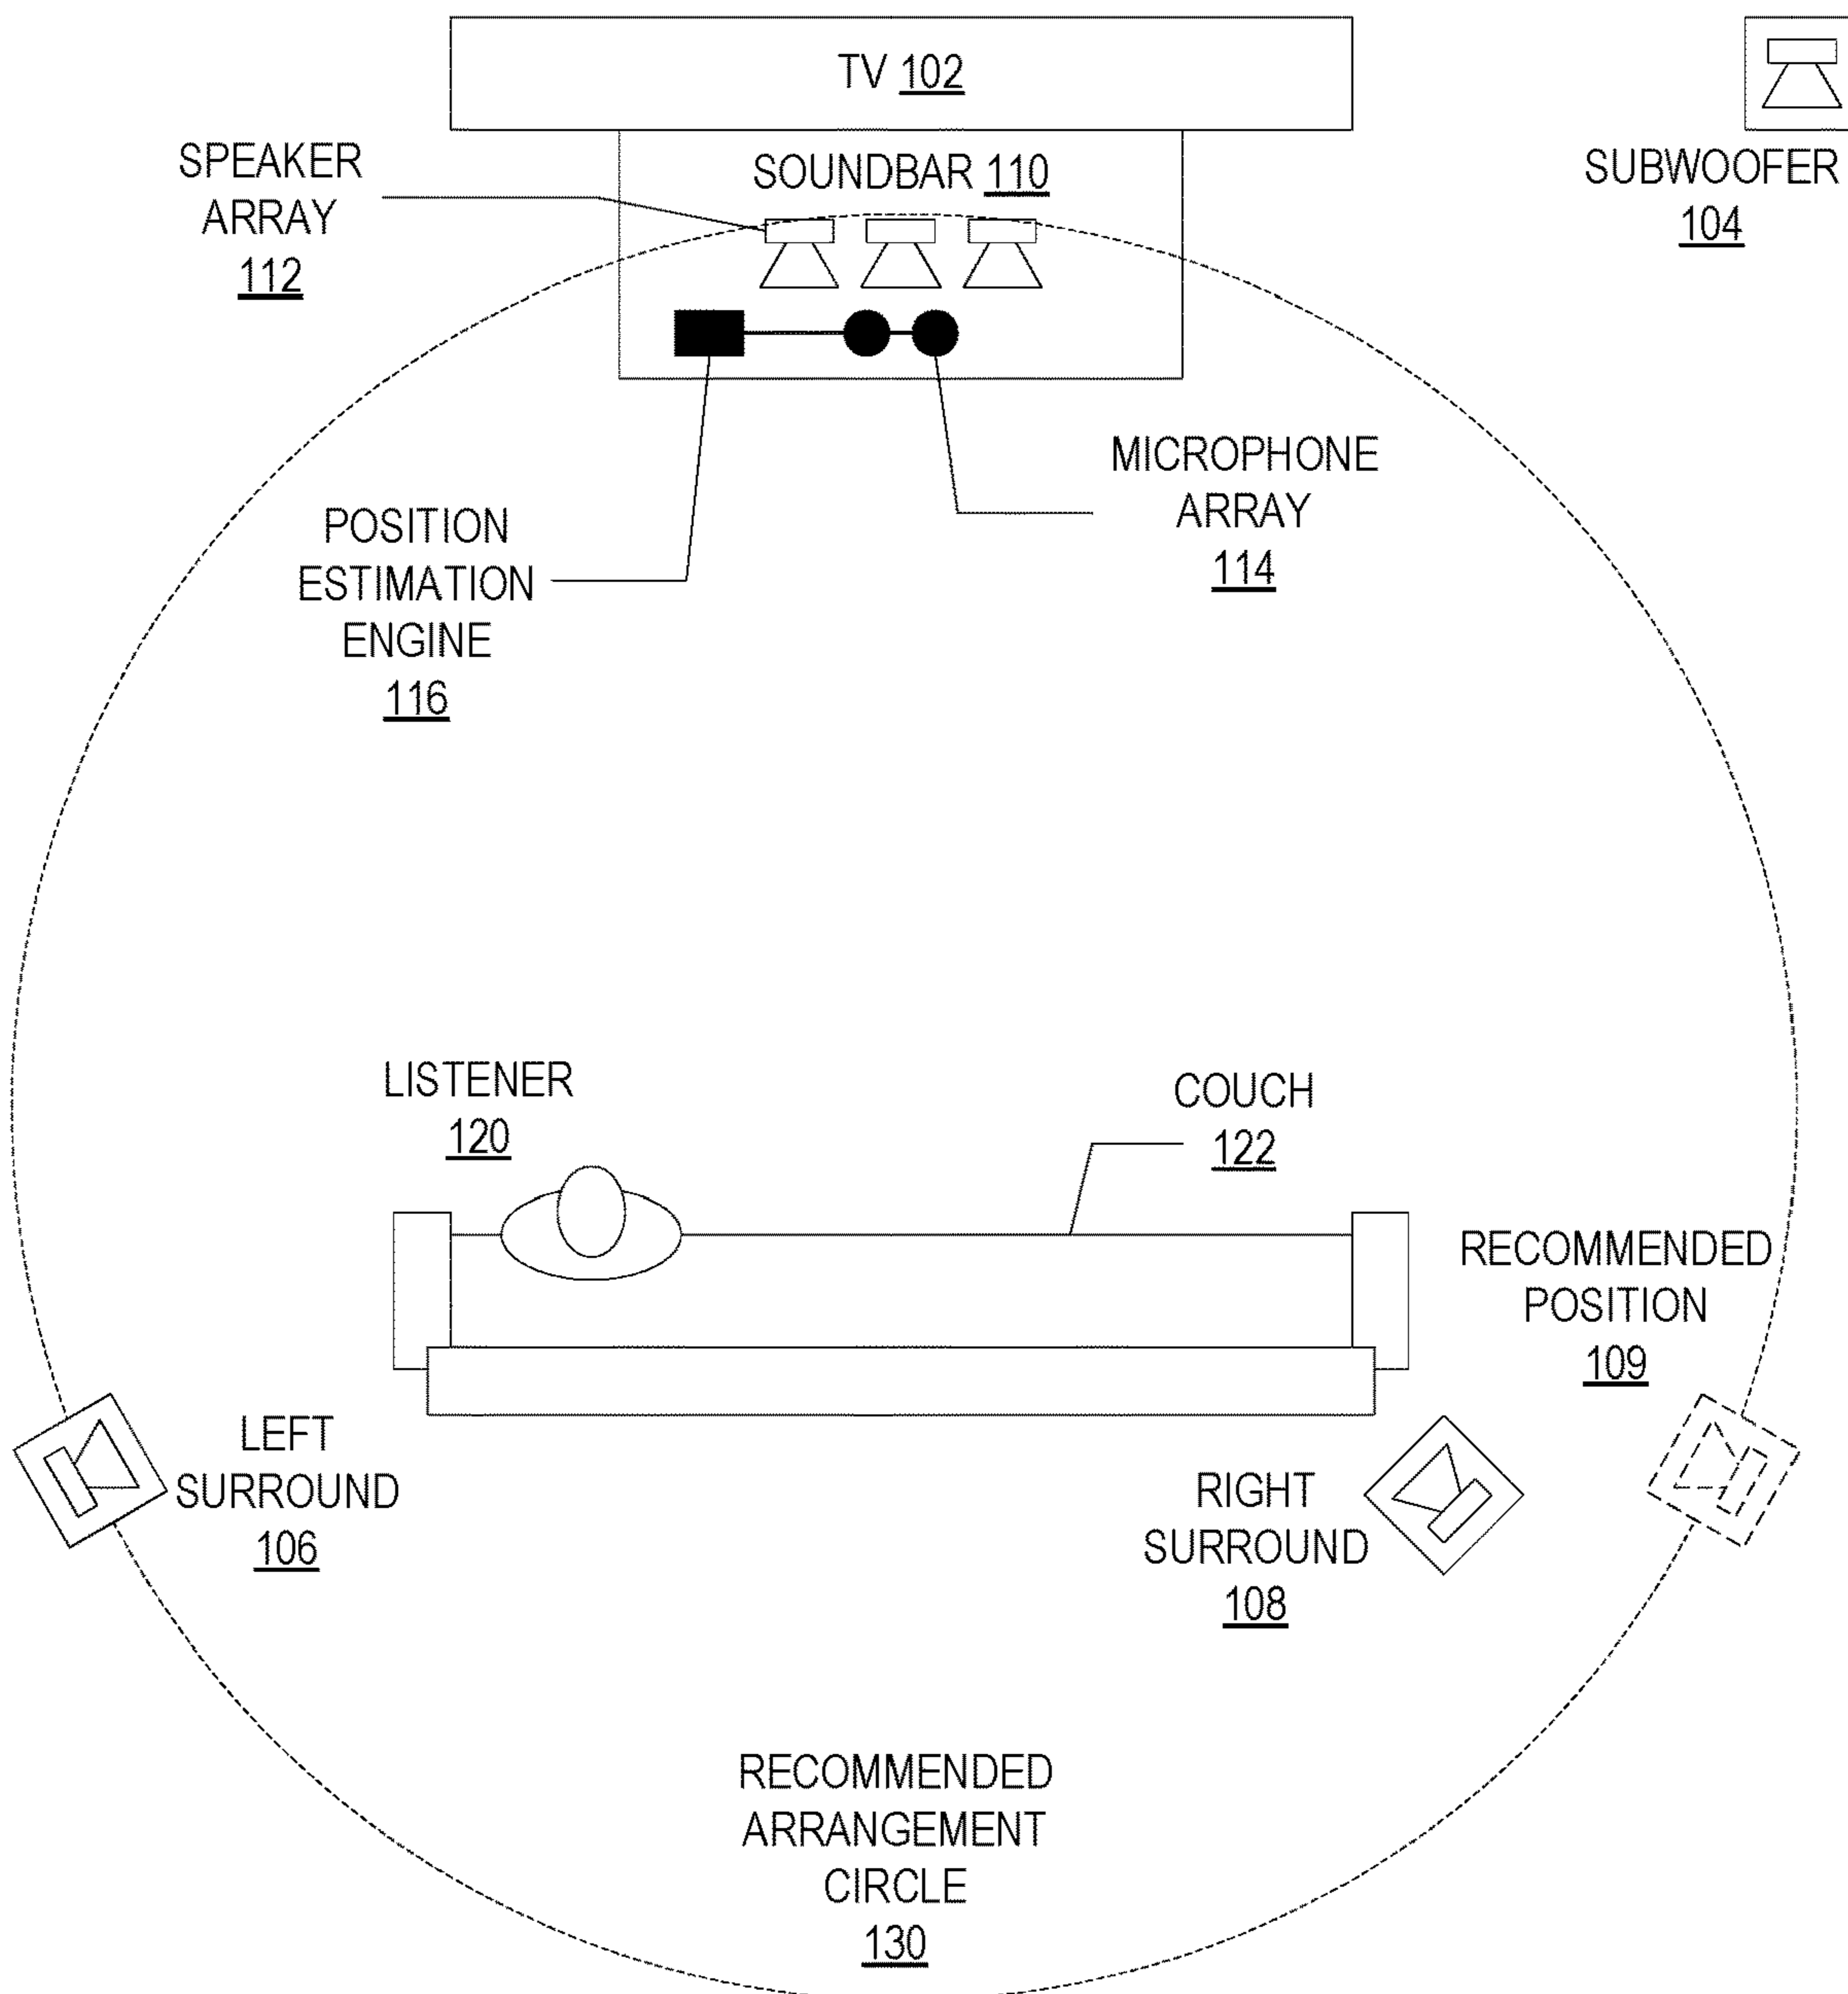 TV 102
SPEAKER
ARRAY
112
SOUNDBAR 110
SUBWOOFER
104
MICROPHONE
ARRAY
114
POSITION
ESTIMATION
ENGINE
116
LISTENER
120
COUCH
122
RECOMMENDED
POSITION
109
LEFT
SURROUND
106
RIGHT
SURROUND
108
RECOMMENDED
ARRANGEMENT
CIRCLE
130